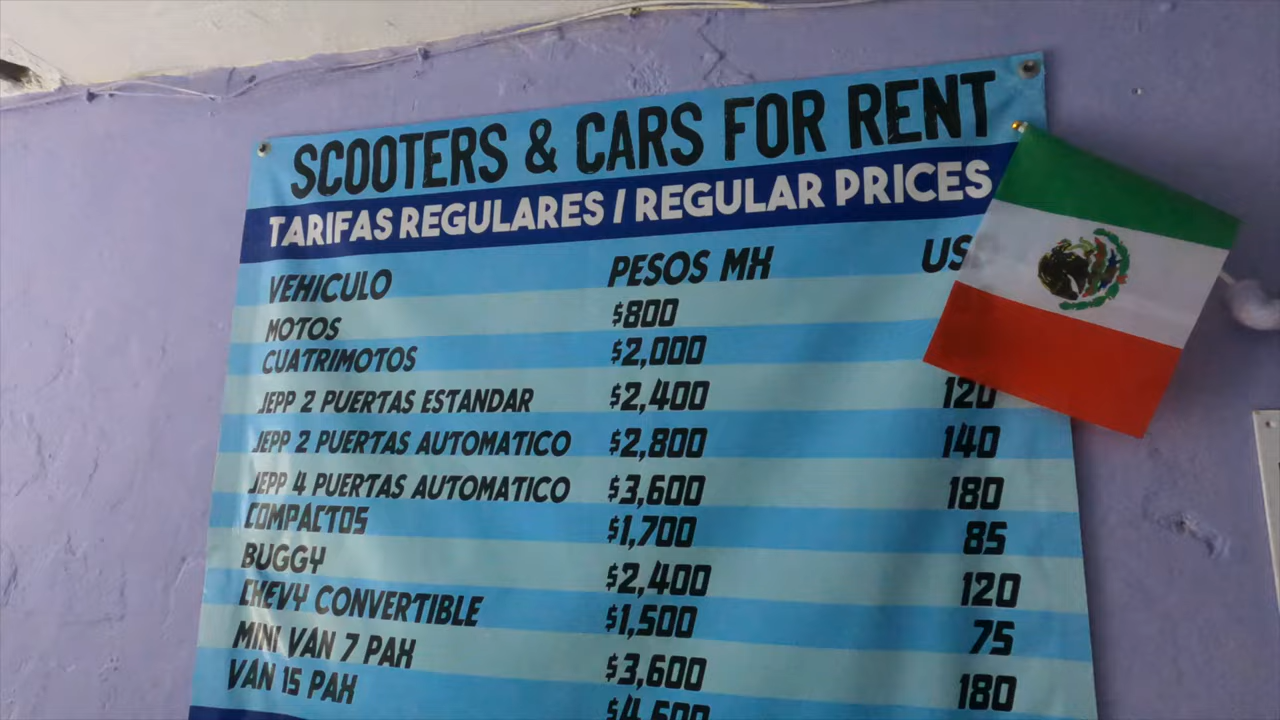 SCOOTERS & CARS FOR RENT
TARIFAS REGULARES / REGULAR PRICES
VEHICULO PESOS MX US
MOTOS $800
CUATRIMOTOS $2,000
JEPP 2 PUERTAS ESTANDAR $2,400 120
JEPP 2 PUERTAS AUTOMATICO $2,800 140
JEPP 4 PUERTAS AUTOMATICO $3,600 180
COMPACTOS $1,700 85
BUGGY $2,400 120
CHEVY CONVERTIBLE $1,500 75
MINI VAN 7 PAX $3,600 180
VAN 15 PAX $4,600